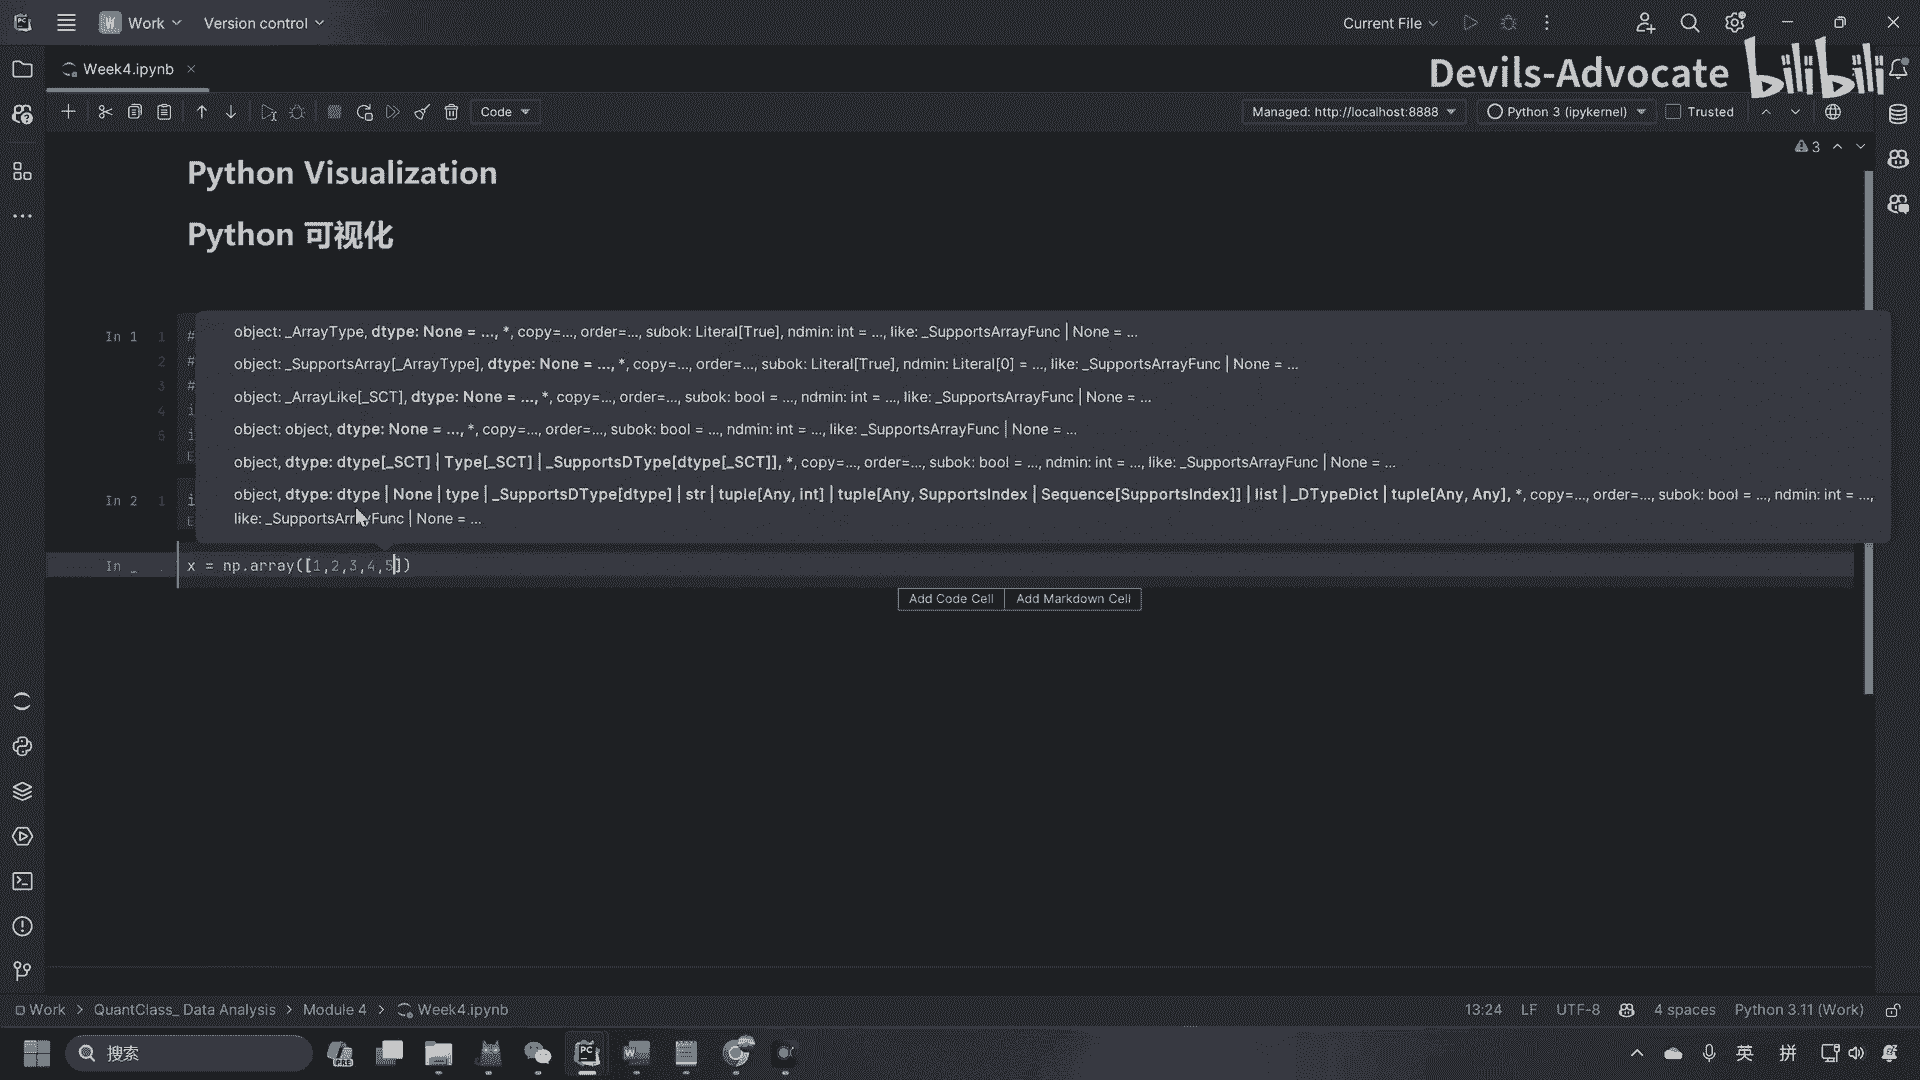 Work
Version control
Current File
Week4.ipynb
Devils-Advocate bilibili
Code
Managed: http://localhost:8888
Python 3 (ipykernel)
Trusted
3
Python Visualization
Python 可视化
object: _ArrayType, dtype: None = ..., *, copy=..., order=..., subok: Literal[True], ndmin: int = ..., like: _SupportsArrayFunc | None = ...
In 1 1 #
object: _SupportsArray[_ArrayType], dtype: None = ..., *, copy=..., order=..., subok: Literal[True], ndmin: Literal[0] = ..., like: _SupportsArrayFunc | None = ...
2 #
3 #
object: _ArrayLike[_SCT], dtype: None = ..., *, copy=..., order=..., subok: bool = ..., ndmin: int = ..., like: _SupportsArrayFunc | None = ...
4 i
object: object, dtype: None = ..., *, copy=..., order=..., subok: bool = ..., ndmin: int = ..., like: _SupportsArrayFunc | None = ...
5 i
object, dtype: dtype[_SCT] | Type[_SCT] | _SupportsDType[dtype[_SCT]], *, copy=..., order=..., subok: bool = ..., ndmin: int = ..., like: _SupportsArrayFunc | None = ...
object, dtype: dtype | None | type | _SupportsDType[dtype] | str | tuple[Any, int] | tuple[Any, SupportsIndex | Sequence[SupportsIndex]] | list | _DTypeDict | tuple[Any, Any], *, copy=..., order=..., subok: bool = ..., ndmin: int = ...,
In 2 1 i
like: _SupportsArrayFunc | None = ...
In _ x = np.array([1,2,3,4,5])
Add Code Cell
Add Markdown Cell
Work > QuantClass_ Data Analysis > Module 4 > Week4.ipynb
13:24 LF UTF-8 4 spaces Python 3.11 (Work)
搜索
英
拼